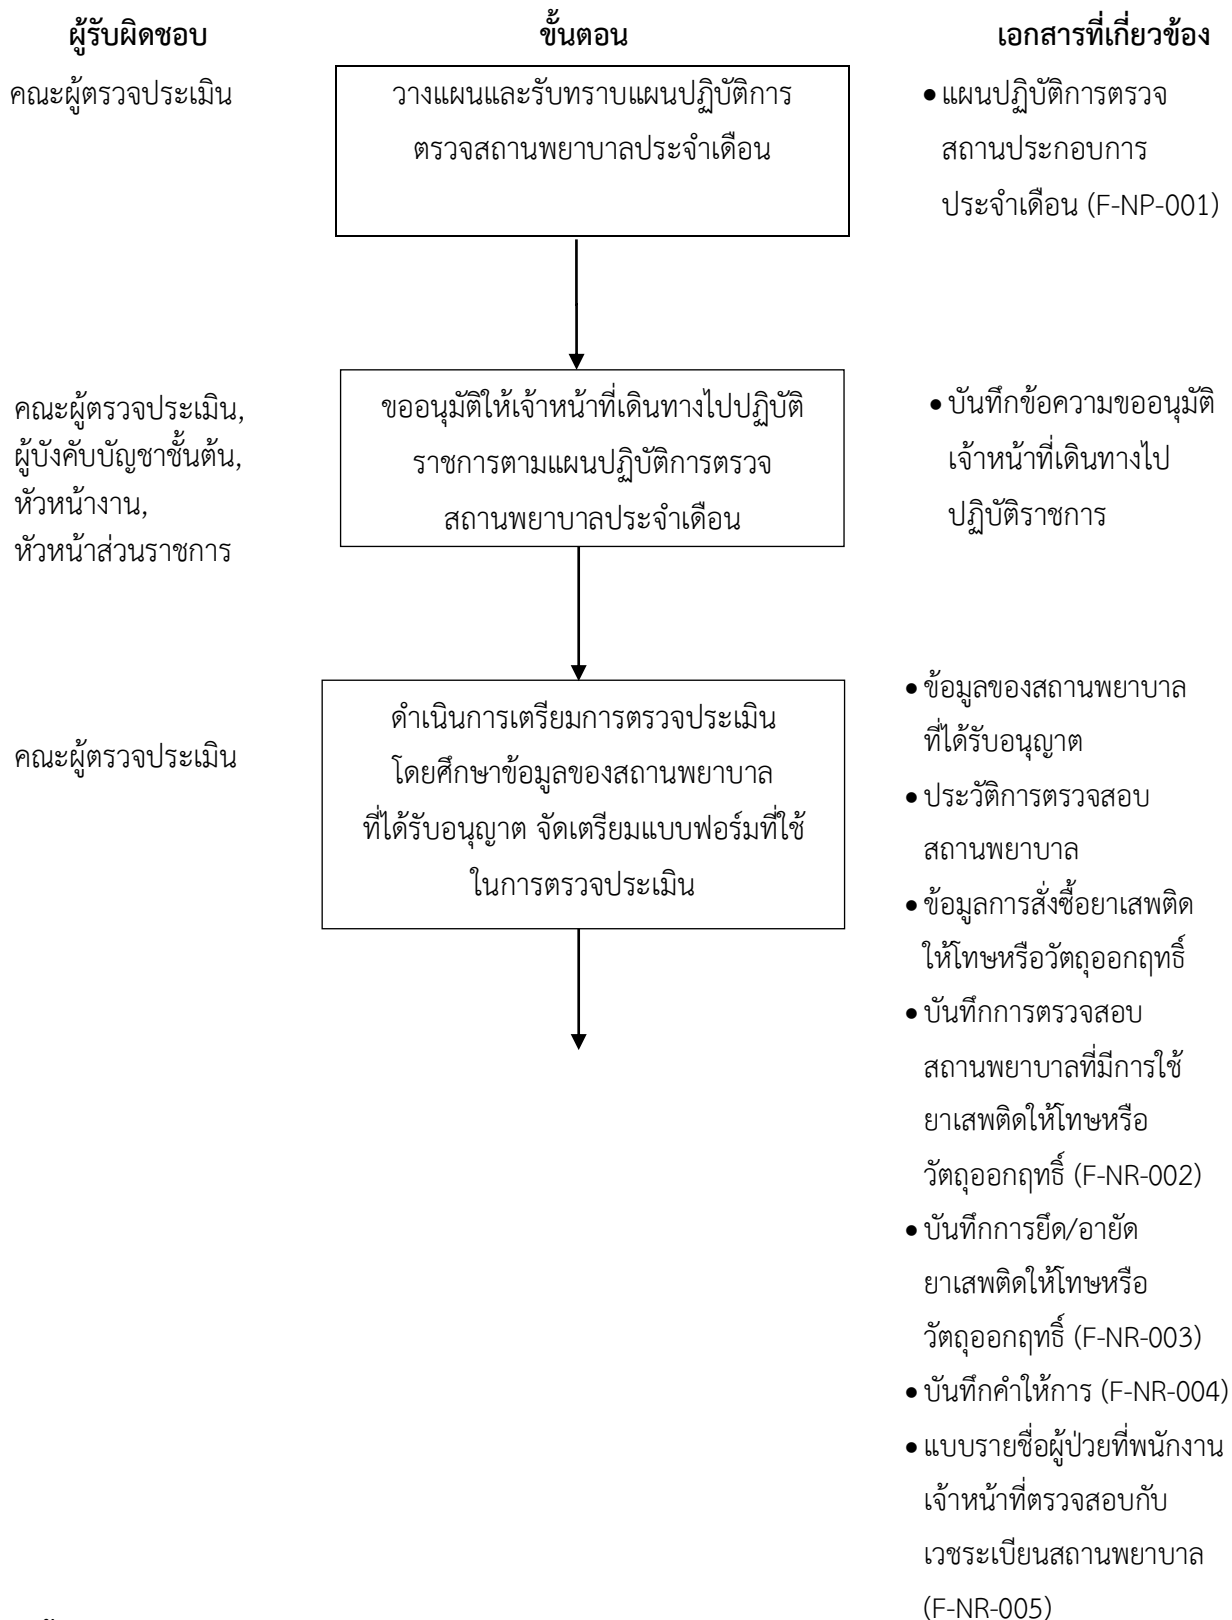 ผู้รับผิดชอบ
ขั้นตอน
เอกสารที่เกี่ยวข้อง
คณะผู้ตรวจประเมิน
วางแผนและรับทราบแผนปฏิบัติการ
ตรวจสถานพยาบาลประจำเดือน
• แผนปฏิบัติการตรวจ
สถานประกอบการ
ประจำเดือน (F-NP-001)
คณะผู้ตรวจประเมิน,
ผู้บังคับบัญชาชั้นต้น,
หัวหน้างาน,
หัวหน้าส่วนราชการ
ขออนุมัติให้เจ้าหน้าที่เดินทางไปปฏิบัติ
ราชการตามแผนปฏิบัติการตรวจ
สถานพยาบาลประจำเดือน
• บันทึกข้อความขออนุมัติ
เจ้าหน้าที่เดินทางไป
ปฏิบัติราชการ
คณะผู้ตรวจประเมิน
ดำเนินการเตรียมการตรวจประเมิน
โดยศึกษาข้อมูลของสถานพยาบาล
ที่ได้รับอนุญาต จัดเตรียมแบบฟอร์มที่ใช้
ในการตรวจประเมิน
• ข้อมูลของสถานพยาบาล
ที่ได้รับอนุญาต
• ประวัติการตรวจสอบ
สถานพยาบาล
• ข้อมูลการสั่งซื้อยาเสพติด
ให้โทษหรือวัตถุออกฤทธิ์
• บันทึกการตรวจสอบ
สถานพยาบาลที่มีการใช้
ยาเสพติดให้โทษหรือ
วัตถุออกฤทธิ์ (F-NR-002)
• บันทึกการยึด/อายัด
ยาเสพติดให้โทษหรือ
วัตถุออกฤทธิ์ (F-NR-003)
• บันทึกคำให้การ (F-NR-004)
• แบบรายชื่อผู้ป่วยที่พนักงาน
เจ้าหน้าที่ตรวจสอบกับ
เวชระเบียนสถานพยาบาล
(F-NR-005)